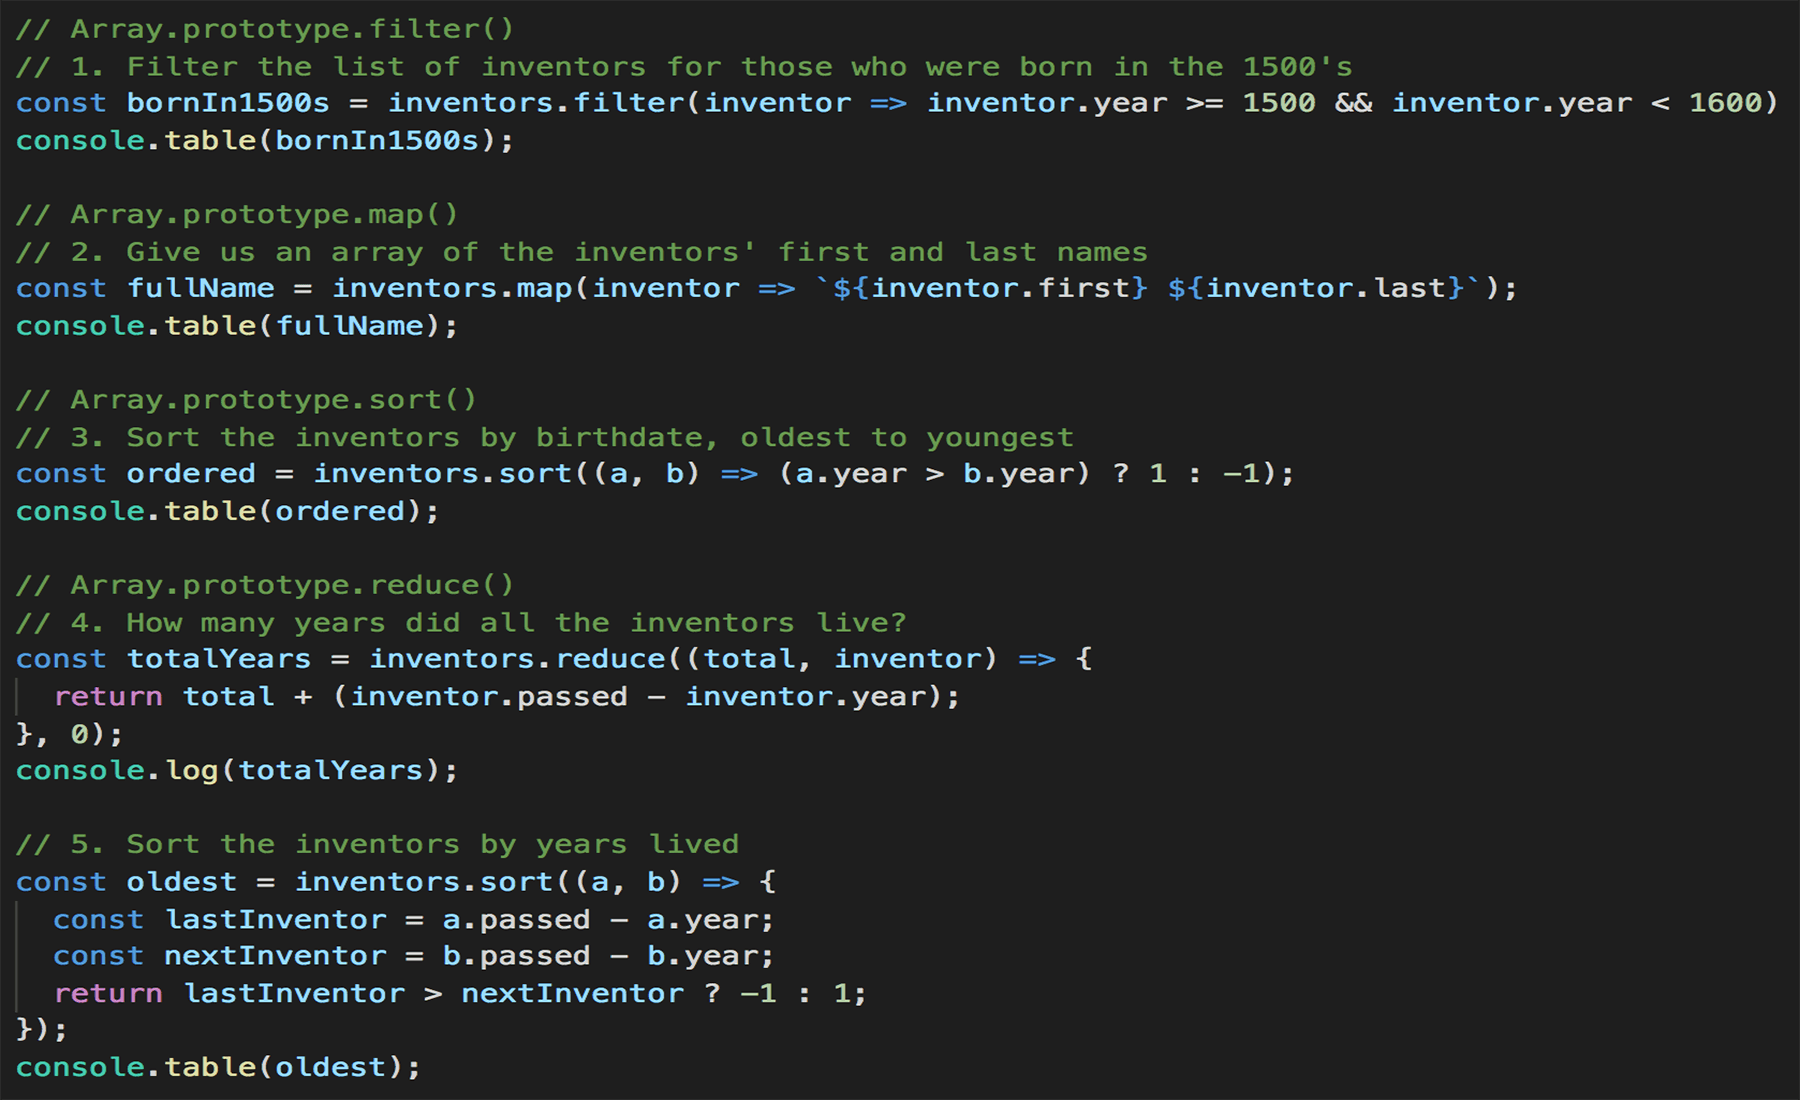 // Array.prototype.filter()
// 1. Filter the list of inventors for those who were born in the 1500's
const bornIn1500s = inventors.filter(inventor => inventor.year >= 1500 && inventor.year < 1600)
console.table(bornIn1500s);

// Array.prototype.map()
// 2. Give us an array of the inventors' first and last names
const fullName = inventors.map(inventor => `${inventor.first} ${inventor.last}`);
console.table(fullName);

// Array.prototype.sort()
// 3. Sort the inventors by birthdate, oldest to youngest
const ordered = inventors.sort((a, b) => (a.year > b.year) ? 1 : -1);
console.table(ordered);

// Array.prototype.reduce()
// 4. How many years did all the inventors live?
const totalYears = inventors.reduce((total, inventor) => {
  return total + (inventor.passed - inventor.year);
}, 0);
console.log(totalYears);

// 5. Sort the inventors by years lived
const oldest = inventors.sort((a, b) => {
  const lastInventor = a.passed - a.year;
  const nextInventor = b.passed - b.year;
  return lastInventor > nextInventor ? -1 : 1;
});
console.table(oldest);